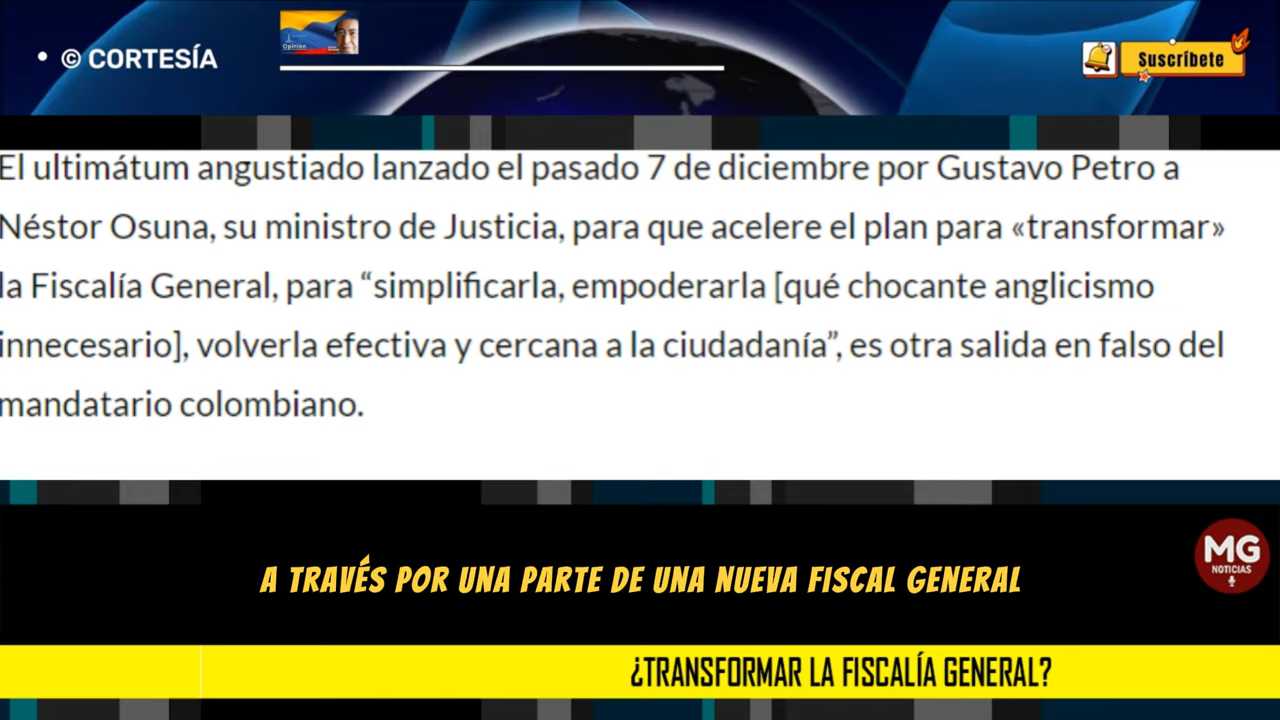 • © CORTESÍA
Opinión
Suscríbete
El ultimátum angustiado lanzado el pasado 7 de diciembre por Gustavo Petro a
Néstor Osuna, su ministro de Justicia, para que acelere el plan para «transformar»
la Fiscalía General, para “simplificarla, empoderarla [qué chocante anglicismo
innecesario], volverla efectiva y cercana a la ciudadanía”, es otra salida en falso del
mandatario colombiano.
MG
NOTICIAS
A TRAVÉS POR UNA PARTE DE UNA NUEVA FISCAL GENERAL
¿TRANSFORMAR LA FISCALÍA GENERAL?